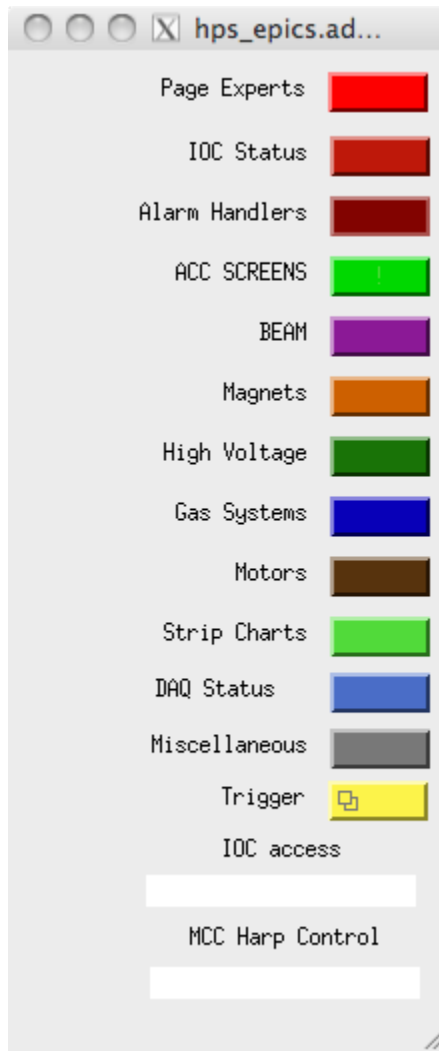 hps_epics.ad...
Page Experts
IOC Status
Alarm Handlers
ACC SCREENS !
BEAM
Magnets
High Voltage
Gas Systems
Motors
Strip Charts
DAQ Status
Miscellaneous
Trigger
IOC access
MCC Harp Control